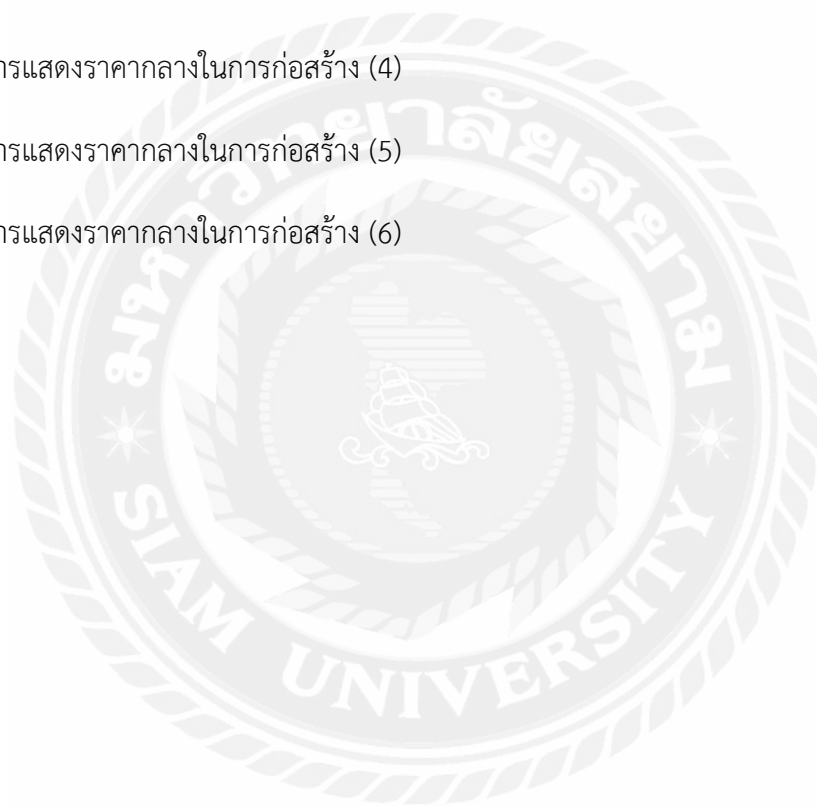 ารแสดงราคากลางในการก่อสร้าง (4)
ารแสดงราคากลางในการก่อสร้าง (5)
ารแสดงราคากลางในการก่อสร้าง (6)
มหาวิทยาลัยสยาม
SIAM UNIVERSITY